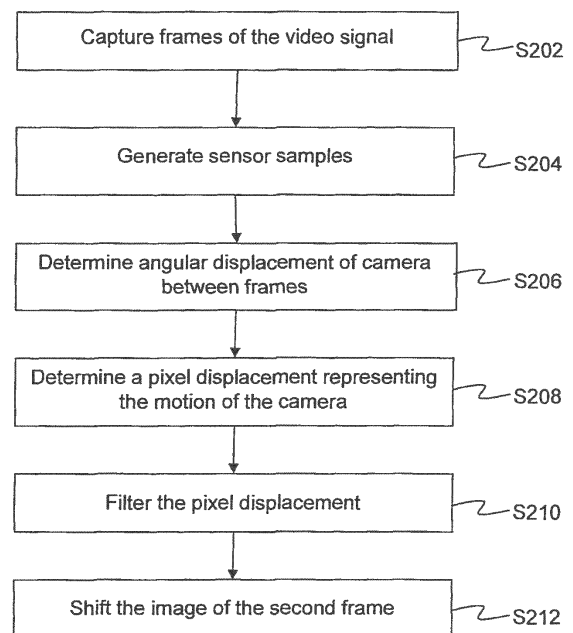 Capture frames of the video signal
S202
Generate sensor samples
S204
Determine angular displacement of camera
between frames
S206
Determine a pixel displacement representing
the motion of the camera
S208
Filter the pixel displacement
S210
Shift the image of the second frame
S212